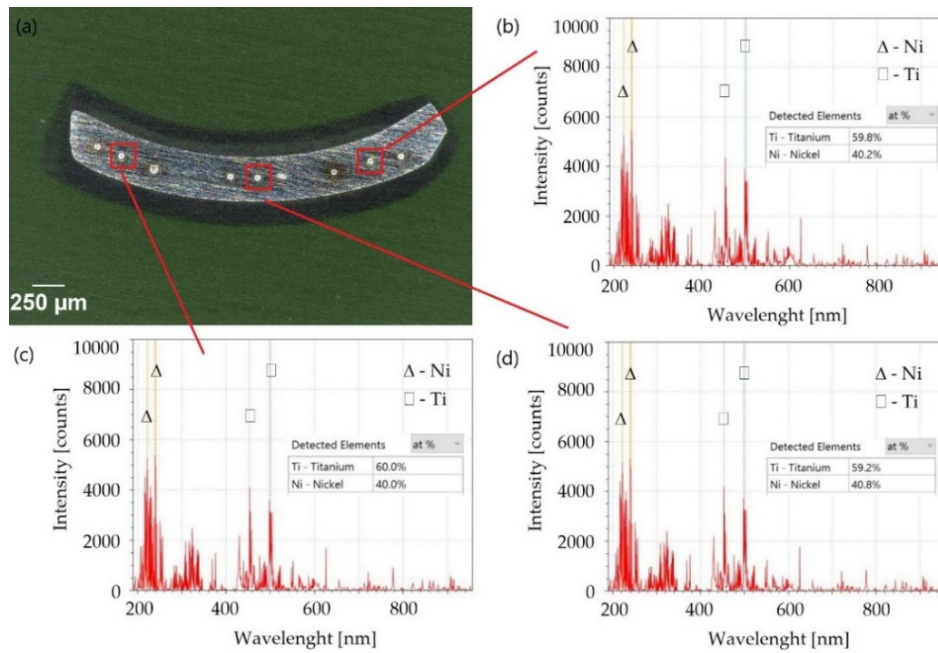 (a)
250 µm
(b)
Intensity [counts]
10000
8000
6000
4000
2000
0
200 400 600 800
Wavelenght [nm]
Δ
Δ
□
□
Δ - Ni
□ - Ti
Detected Elements at %
Ti - Titanium 59.8%
Ni - Nickel 40.2%
(c)
Intensity [counts]
10000
8000
6000
4000
2000
0
200 400 600 800
Wavelenght [nm]
Δ
Δ
□
□
Δ - Ni
□ - Ti
Detected Elements at %
Ti - Titanium 60.0%
Ni - Nickel 40.0%
(d)
Intensity [counts]
10000
8000
6000
4000
2000
0
200 400 600 800
Wavelenght [nm]
Δ
Δ
□
□
Δ - Ni
□ - Ti
Detected Elements at %
Ti - Titanium 59.2%
Ni - Nickel 40.8%